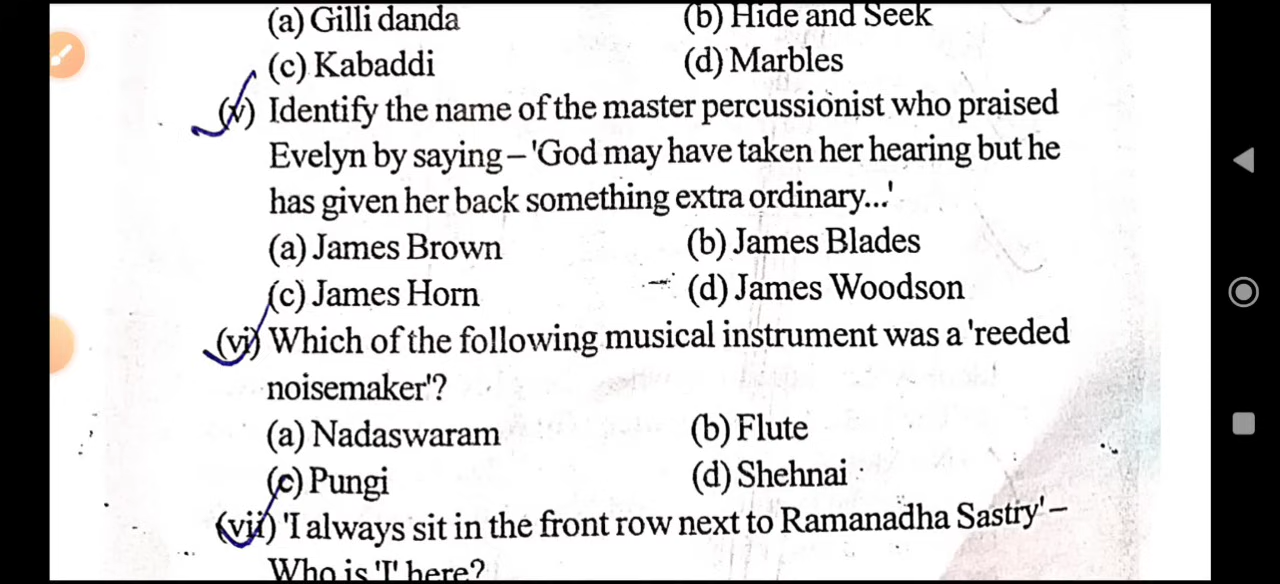 (a) Gilli danda (b) Hide and Seek
(c) Kabaddi (d) Marbles
(v) Identify the name of the master percussionist who praised
Evelyn by saying – 'God may have taken her hearing but he
has given her back something extra ordinary...'
(a) James Brown (b) James Blades
(c) James Horn (d) James Woodson
(vi) Which of the following musical instrument was a 'reeded
noisemaker'?
(a) Nadaswaram (b) Flute
(c) Pungi (d) Shehnai
(vii) 'I always sit in the front row next to Ramanadha Sastry' –
Who is 'I' here?